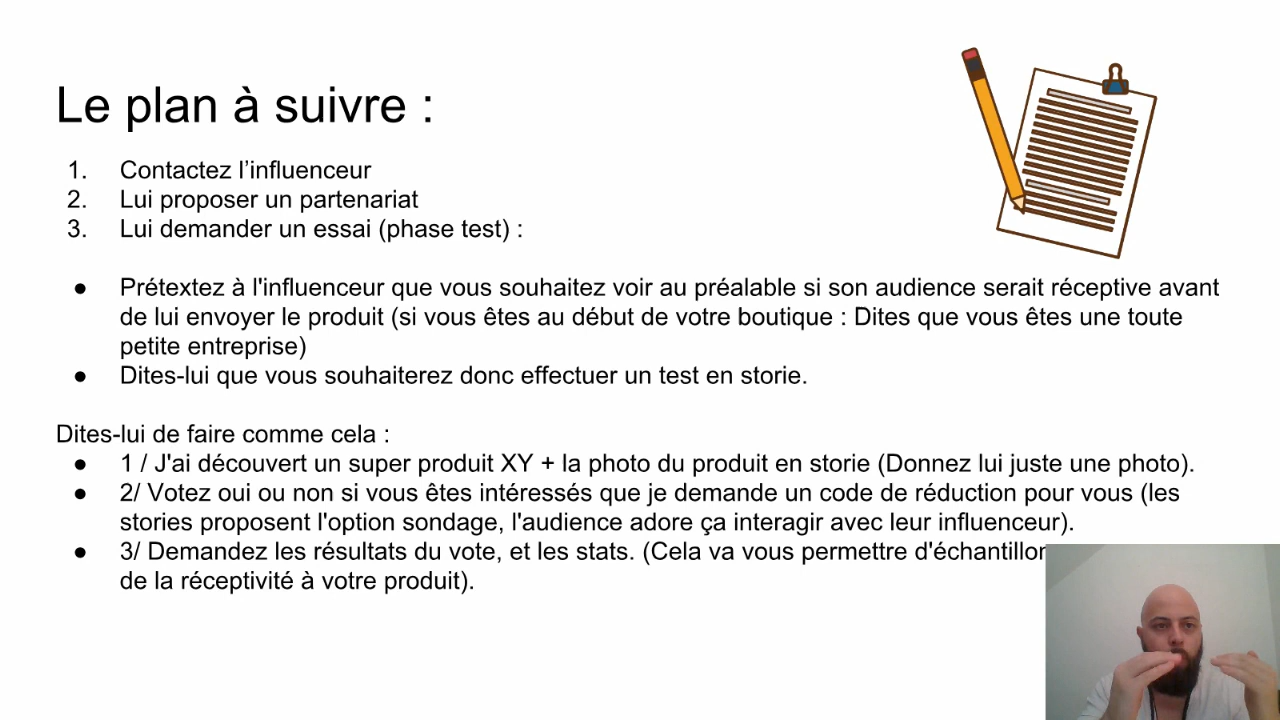 Le plan à suivre :
1. Contactez l’influenceur
2. Lui proposer un partenariat
3. Lui demander un essai (phase test) :
● Prétextez à l'influenceur que vous souhaitez voir au préalable si son audience serait réceptive avant
de lui envoyer le produit (si vous êtes au début de votre boutique : Dites que vous êtes une toute
petite entreprise)
● Dites-lui que vous souhaiterez donc effectuer un test en storie.
Dites-lui de faire comme cela :
● 1 / J'ai découvert un super produit XY + la photo du produit en storie (Donnez lui juste une photo).
● 2/ Votez oui ou non si vous êtes intéressés que je demande un code de réduction pour vous (les
stories proposent l'option sondage, l'audience adore ça interagir avec leur influenceur).
● 3/ Demandez les résultats du vote, et les stats. (Cela va vous permettre
de la réceptivité à votre produit).